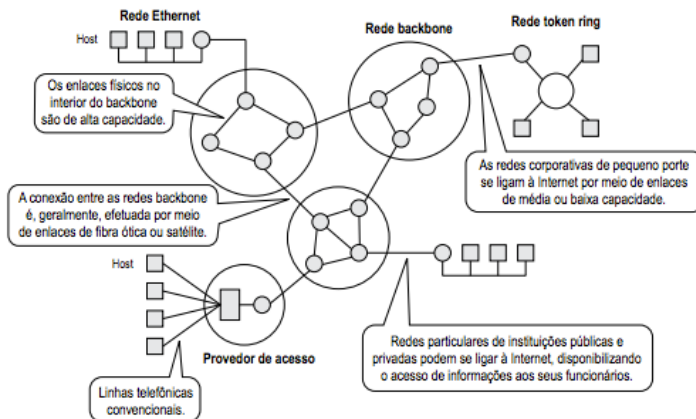 Rede Ethernet
Rede backbone
Rede token ring
Host
Os enlaces físicos no
interior do backbone
são de alta capacidade.
As redes corporativas de pequeno porte
se ligam à Internet por meio de enlaces
de média ou baixa capacidade.
A conexão entre as redes backbone
é, geralmente, efetuada por meio
de enlaces de fibra ótica ou satélite.
Host
Provedor de acesso
Redes particulares de instituições públicas e
privadas podem se ligar à Internet, disponibilizando
o acesso de informações aos seus funcionários.
Linhas telefônicas
convencionais.